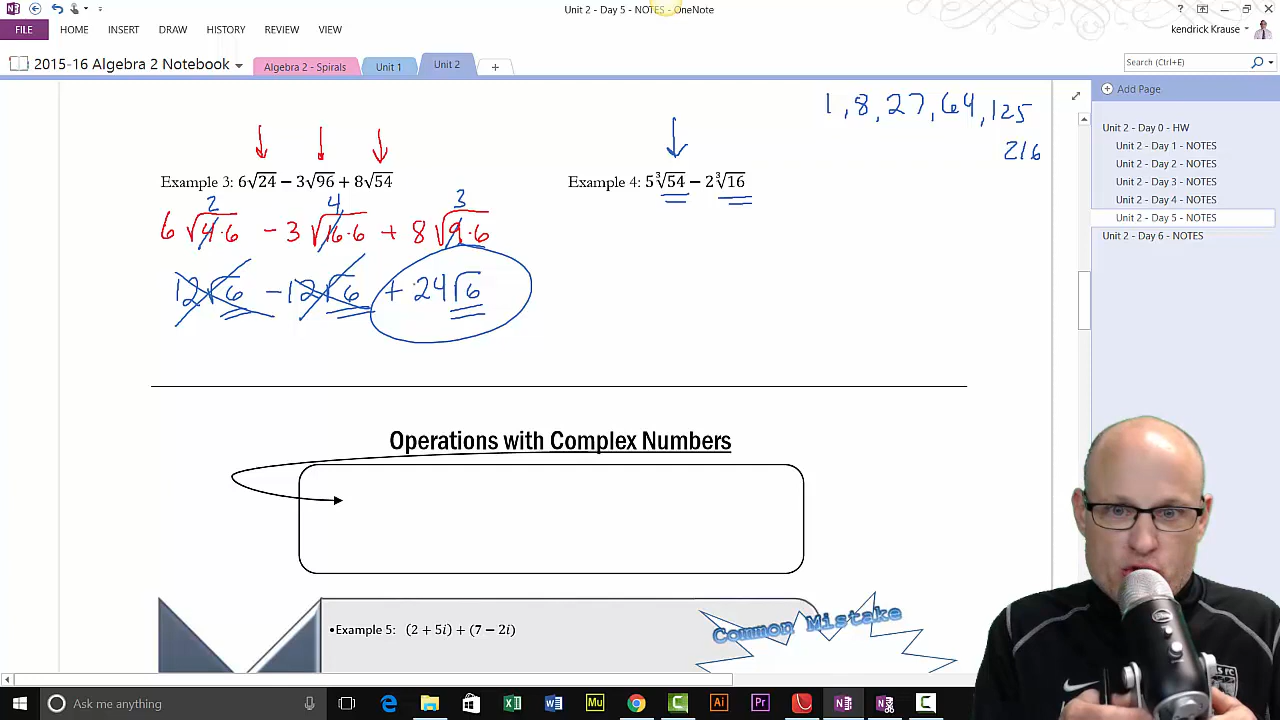 Unit 2 - Day 5 - NOTES - OneNote
FILE HOME INSERT DRAW HISTORY REVIEW VIEW
kendrick Krause
2015-16 Algebra 2 Notebook
Algebra 2 - Spirals
Unit 1
Unit 2
Search (Ctrl+E)
Add Page
Unit 2 - Day 0 - HW
Unit 2 - Day 1 - NOTES
Unit 2 - Day 2 - NOTES
Unit 2 - Day 3 - NOTES
Unit 2 - Day 4 - NOTES
Unit 2 - Day 5 - NOTES
Unit 2 - Day 6 - NOTES
1, 8, 27, 64, 125
216
Example 3: 6√24 − 3√96 + 8√54
Example 4: 5∛54 − 2∛16
2 4 3
6 √4·6 - 3 √16·6 + 8 √9·6
12√6 - 12√6 + 24√6
Operations with Complex Numbers
•Example 5: (2 + 5i) + (7 − 2i)
Common Mistake
Ask me anything